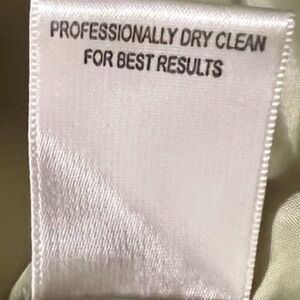 PROFESSIONALLY DRY CLEAN
FOR BEST RESULTS